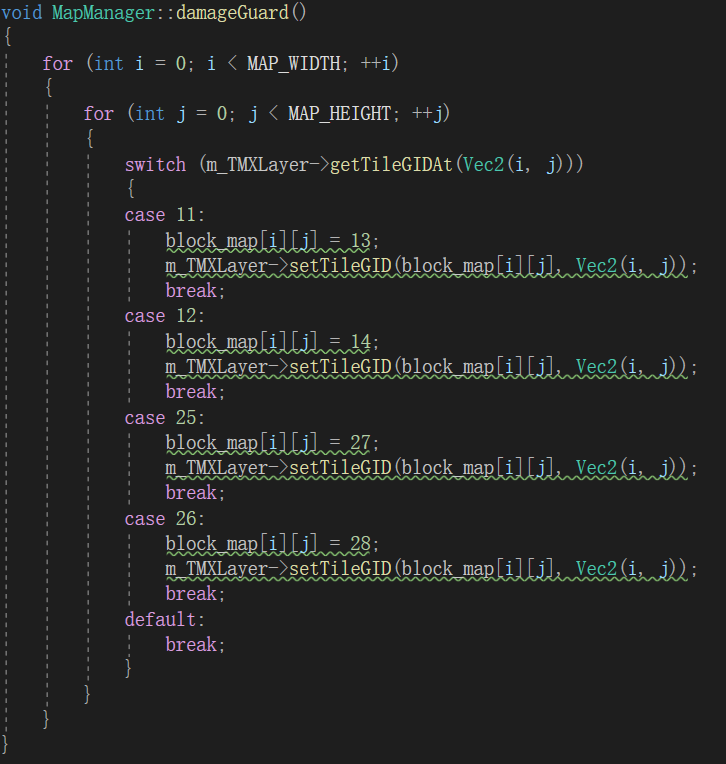 void MapManager::damageGuard()
{
    for (int i = 0; i < MAP_WIDTH; ++i)
    {
        for (int j = 0; j < MAP_HEIGHT; ++j)
        {
            switch (m_TMXLayer->getTileGIDAt(Vec2(i, j)))
            {
            case 11:
                block_map[i][j] = 13;
                m_TMXLayer->setTileGID(block_map[i][j], Vec2(i, j));
                break;
            case 12:
                block_map[i][j] = 14;
                m_TMXLayer->setTileGID(block_map[i][j], Vec2(i, j));
                break;
            case 25:
                block_map[i][j] = 27;
                m_TMXLayer->setTileGID(block_map[i][j], Vec2(i, j));
                break;
            case 26:
                block_map[i][j] = 28;
                m_TMXLayer->setTileGID(block_map[i][j], Vec2(i, j));
                break;
            default:
                break;
            }
        }
    }
}